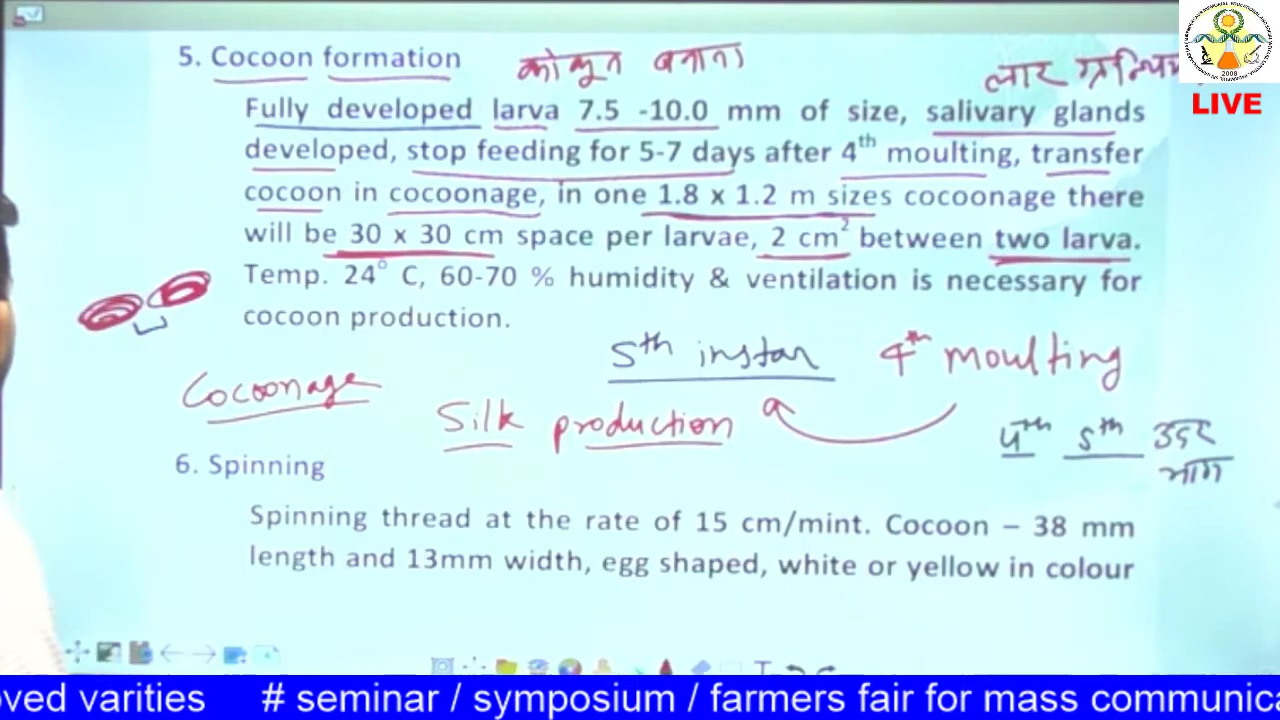 5. Cocoon formation कोकून बनाना
लार ग्रन्थिय
LIVE
2008
Fully developed larva 7.5 -10.0 mm of size, salivary glands
developed, stop feeding for 5-7 days after 4th moulting, transfer
cocoon in cocoonage, in one 1.8 x 1.2 m sizes cocoonage there
will be 30 x 30 cm space per larvae, 2 cm² between two larva.
Temp. 24° C, 60-70 % humidity & ventilation is necessary for
cocoon production.
5th instar 4th moulting
Cocoonage
Silk production
4th 5th उदर
भाग
6. Spinning
Spinning thread at the rate of 15 cm/mint. Cocoon – 38 mm
length and 13mm width, egg shaped, white or yellow in colour
oved varities # seminar / symposium / farmers fair for mass communica